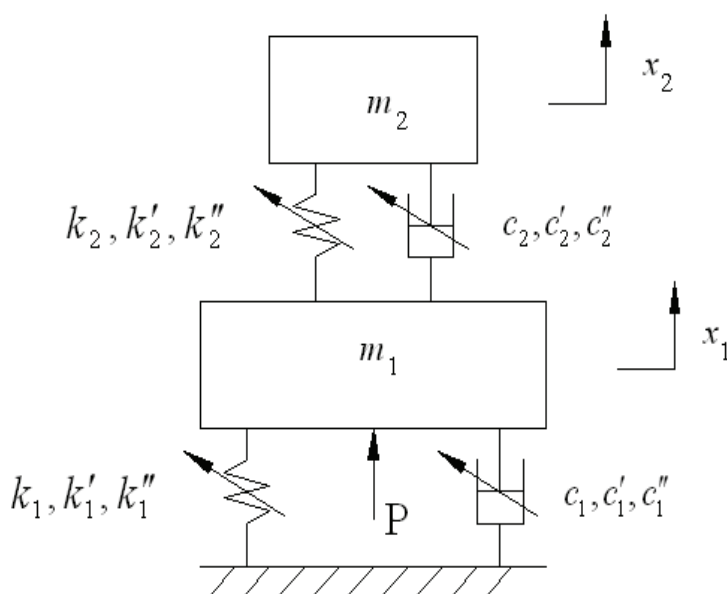 m₂
x₂
k₂, k₂′, k₂″
c₂, c₂′, c₂″
m₁
x₁
k₁, k₁′, k₁″
P
c₁, c₁′, c₁″